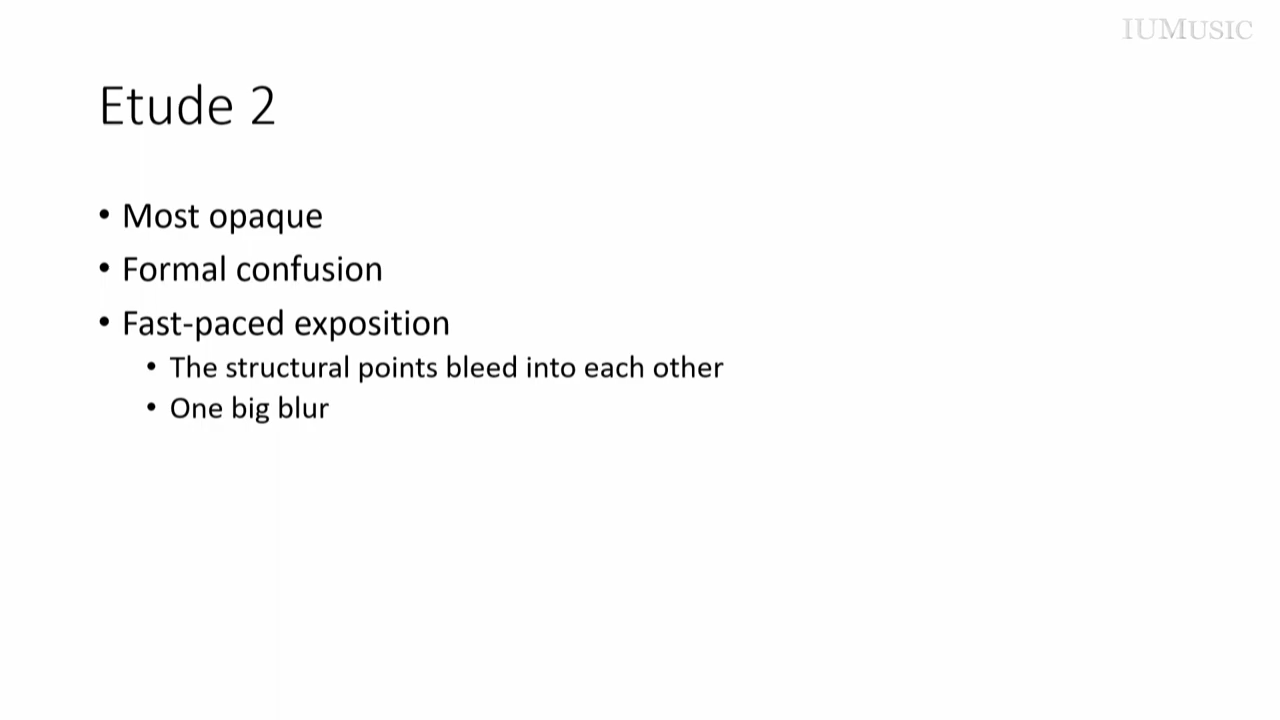 IUMUSIC
Etude 2
• Most opaque
• Formal confusion
• Fast-paced exposition
• The structural points bleed into each other
• One big blur